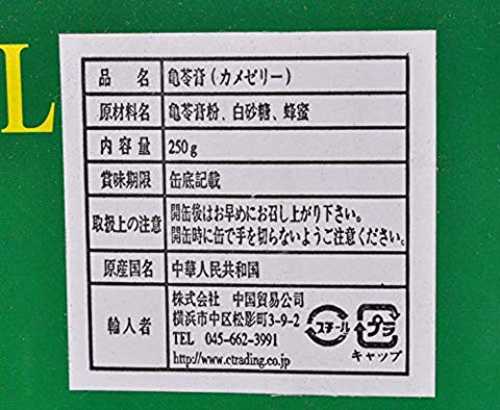 L
品名 亀苓膏(カメゼリー)
原材料名 亀苓膏粉、白砂糖、蜂蜜
内容量 250g
賞味期限 缶底記載
取扱上の注意 開缶後はお早めにお召し上がり下さい。
開缶時に缶で手を切らないようご注意ください。
原産国名 中華人民共和国
輸入者 株式会社 中国貿易公司
横浜市中区松影町3-9-2
TEL 045-662-3991
http://www.ctrading.co.jp
スチール プラ
キャップ